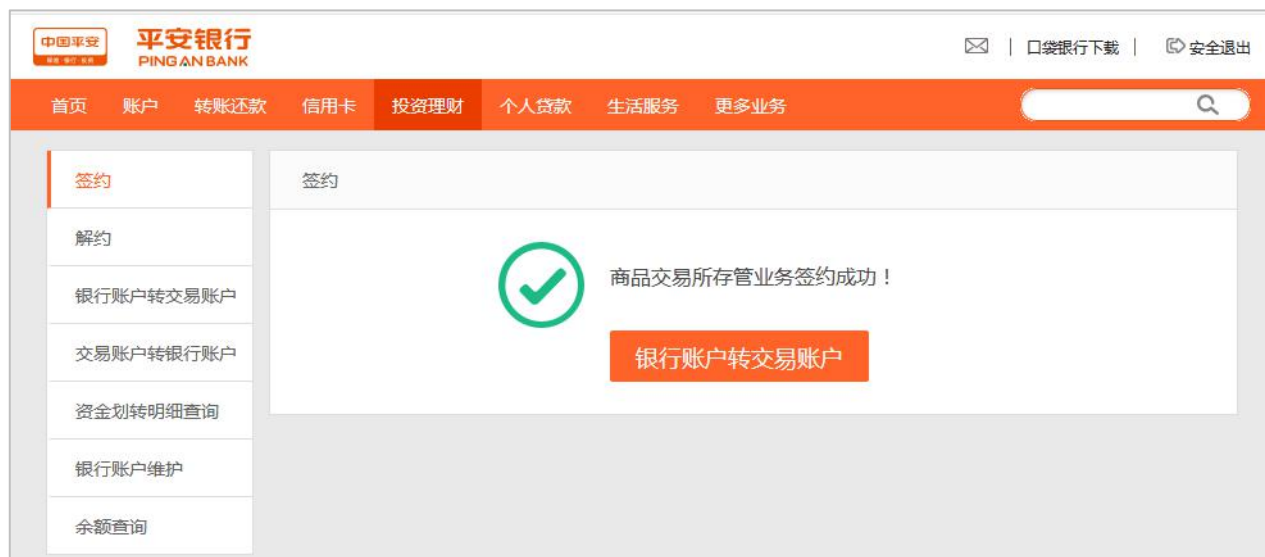 中国平安
平安银行
PING AN BANK
口袋银行下载
安全退出
首页 账户 转账还款 信用卡 投资理财 个人贷款 生活服务 更多业务
签约
解约
银行账户转交易账户
交易账户转银行账户
资金划转明细查询
银行账户维护
余额查询
签约
商品交易所存管业务签约成功！
银行账户转交易账户